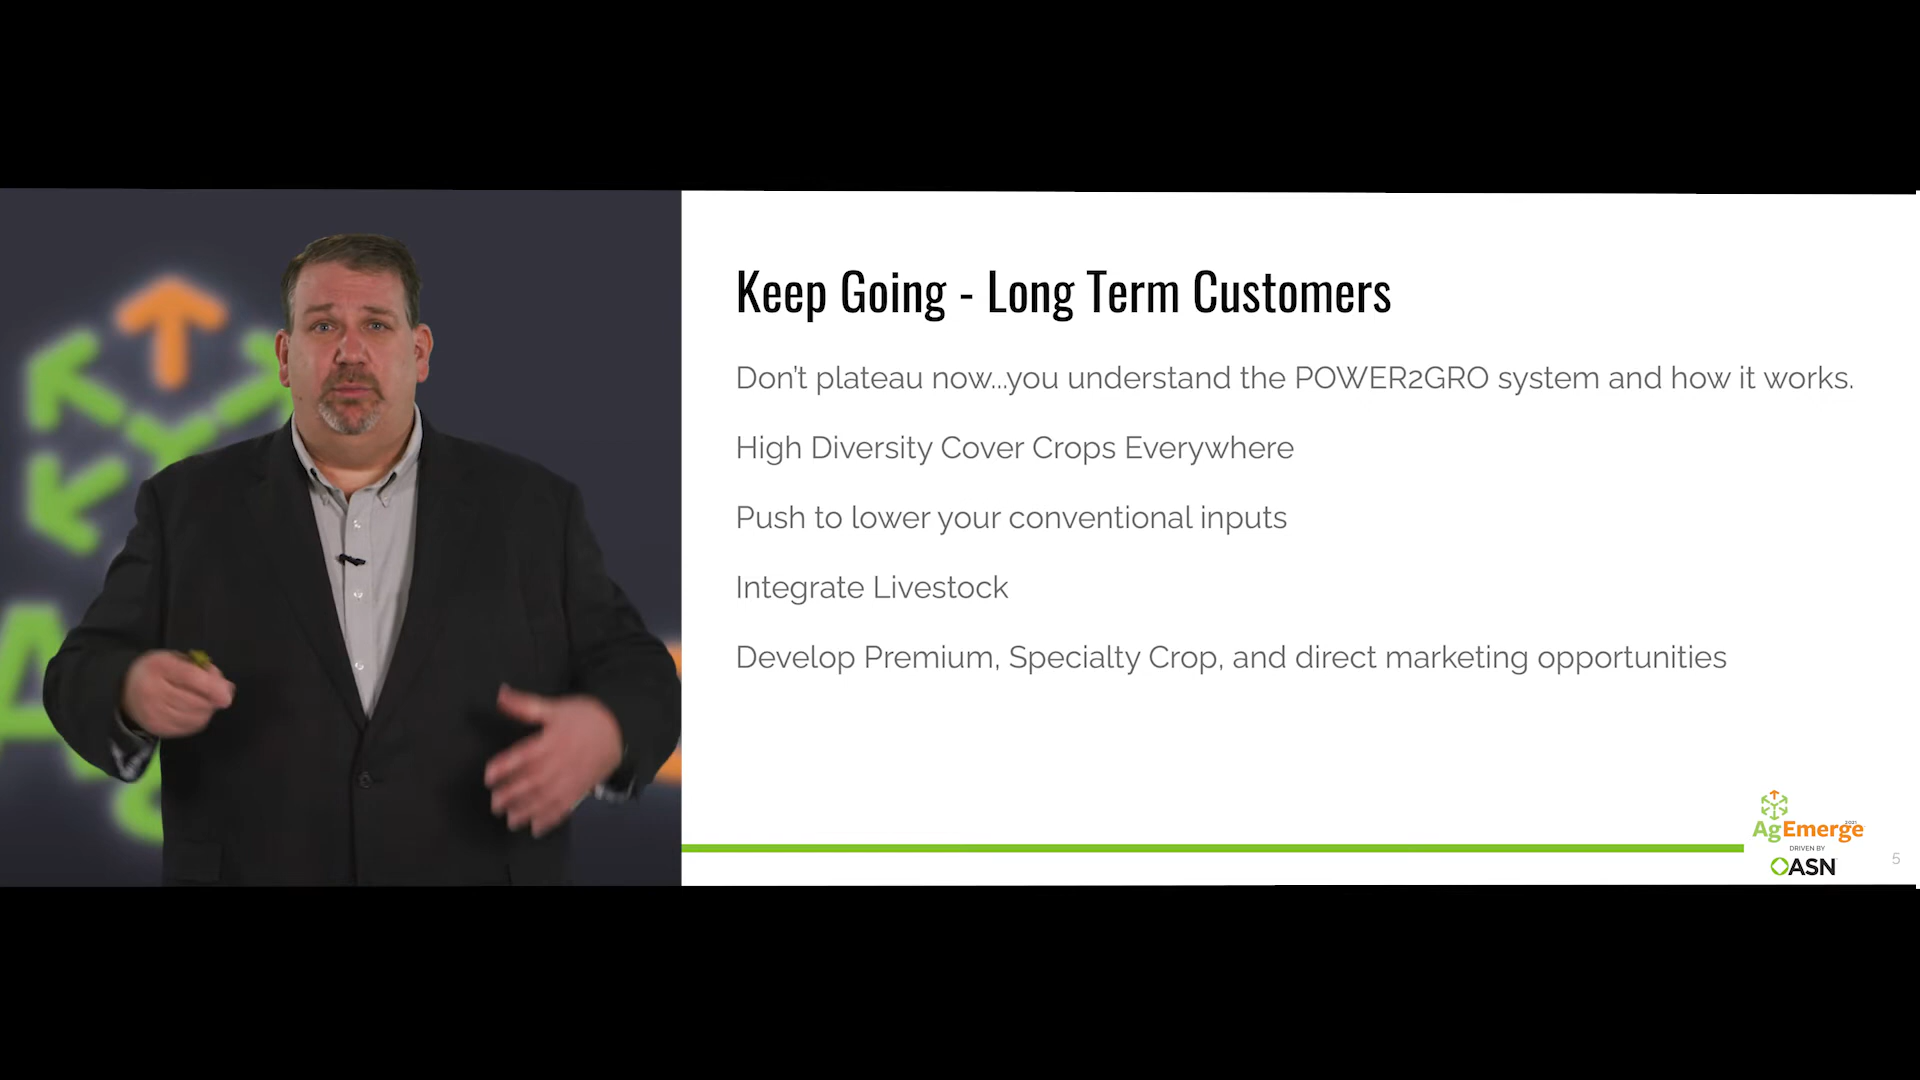 Keep Going - Long Term Customers
Don't plateau now...you understand the POWER2GRO system and how it works.
High Diversity Cover Crops Everywhere
Push to lower your conventional inputs
Integrate Livestock
Develop Premium, Specialty Crop, and direct marketing opportunities
2021
AgEmerge
DRIVEN BY
ASN
5